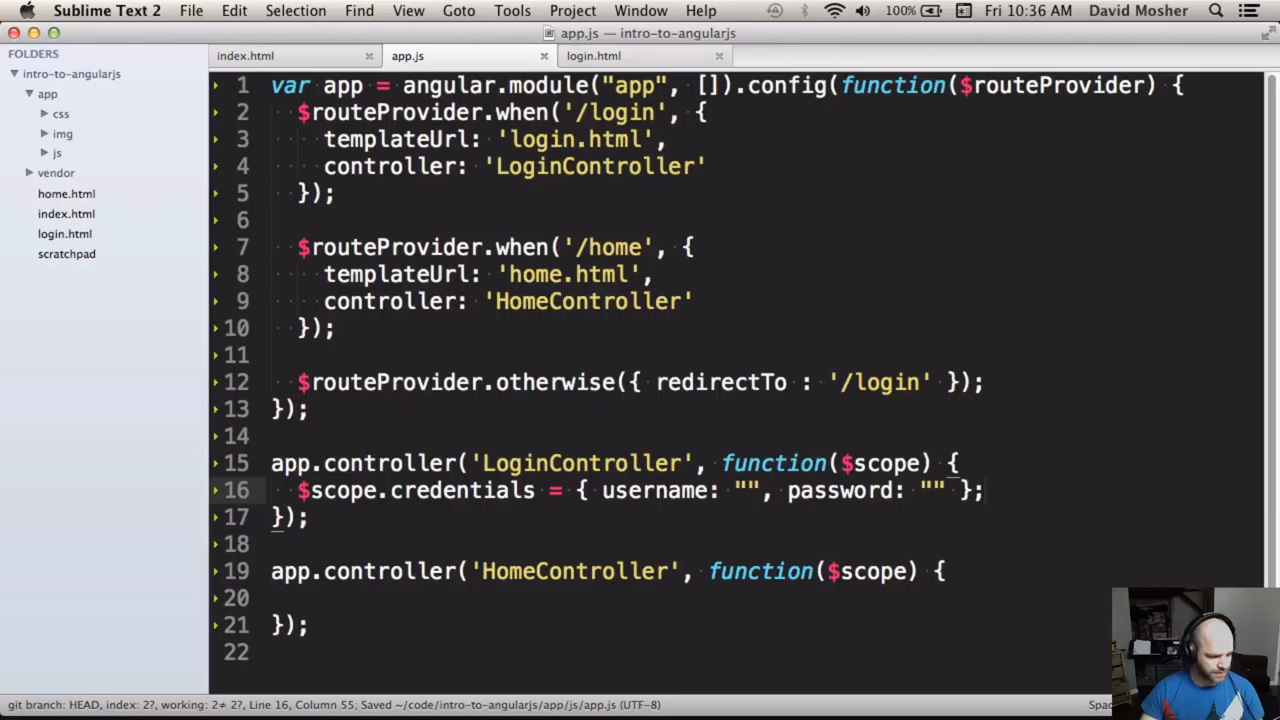 Sublime Text 2 File Edit Selection Find View Goto Tools Project Window Help 100% Fri 10:36 AM David Mosher
app.js — intro-to-angularjs
FOLDERS
intro-to-angularjs
app
css
img
js
vendor
home.html
index.html
login.html
scratchpad
index.html app.js login.html
1 var app = angular.module("app", []).config(function($routeProvider) {
2 $routeProvider.when('/login', {
3 templateUrl: 'login.html',
4 controller: 'LoginController'
5 });
6
7 $routeProvider.when('/home', {
8 templateUrl: 'home.html',
9 controller: 'HomeController'
10 });
11
12 $routeProvider.otherwise({ redirectTo : '/login' });
13 });
14
15 app.controller('LoginController', function($scope) {
16 $scope.credentials = { username: "", password: "" };
17 });
18
19 app.controller('HomeController', function($scope) {
20
21 });
22
git branch: HEAD, index: 2?, working: 2≠ 2?, Line 16, Column 55; Saved ~/code/intro-to-angularjs/app/js/app.js (UTF-8)